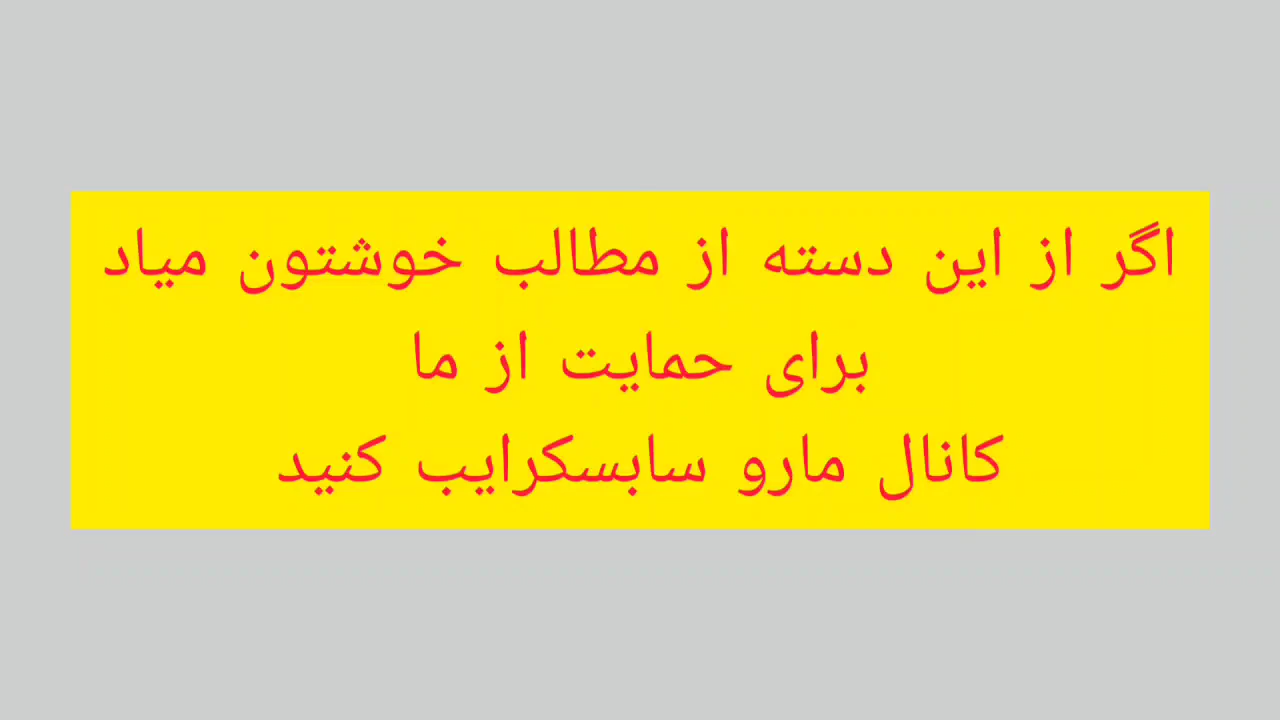 اگر از این دسته از مطالب خوشتون میاد
برای حمایت از ما
کانال مارو سابسکرایب کنید